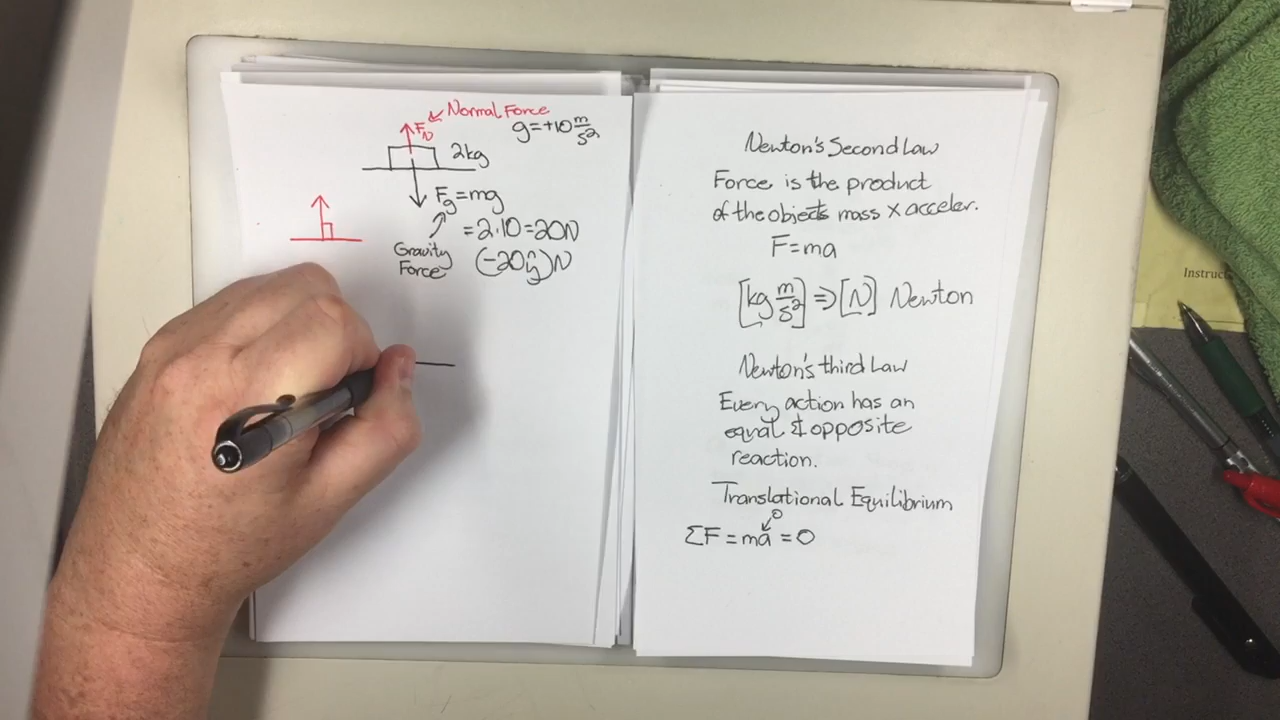 Normal Force
F_N
g=+10 m/s²
2kg
F_g=mg
=2·10=20N
Gravity
Force
(-20ĵ)N
Newton's Second Law
Force is the product
of the objects mass x acceler.
F=ma
[kg m/s²] ⇒ [N] Newton
Newton's third Law
Every action has an
equal & opposite
reaction.
Translational Equilibrium
0
ΣF = ma = 0
Instruc